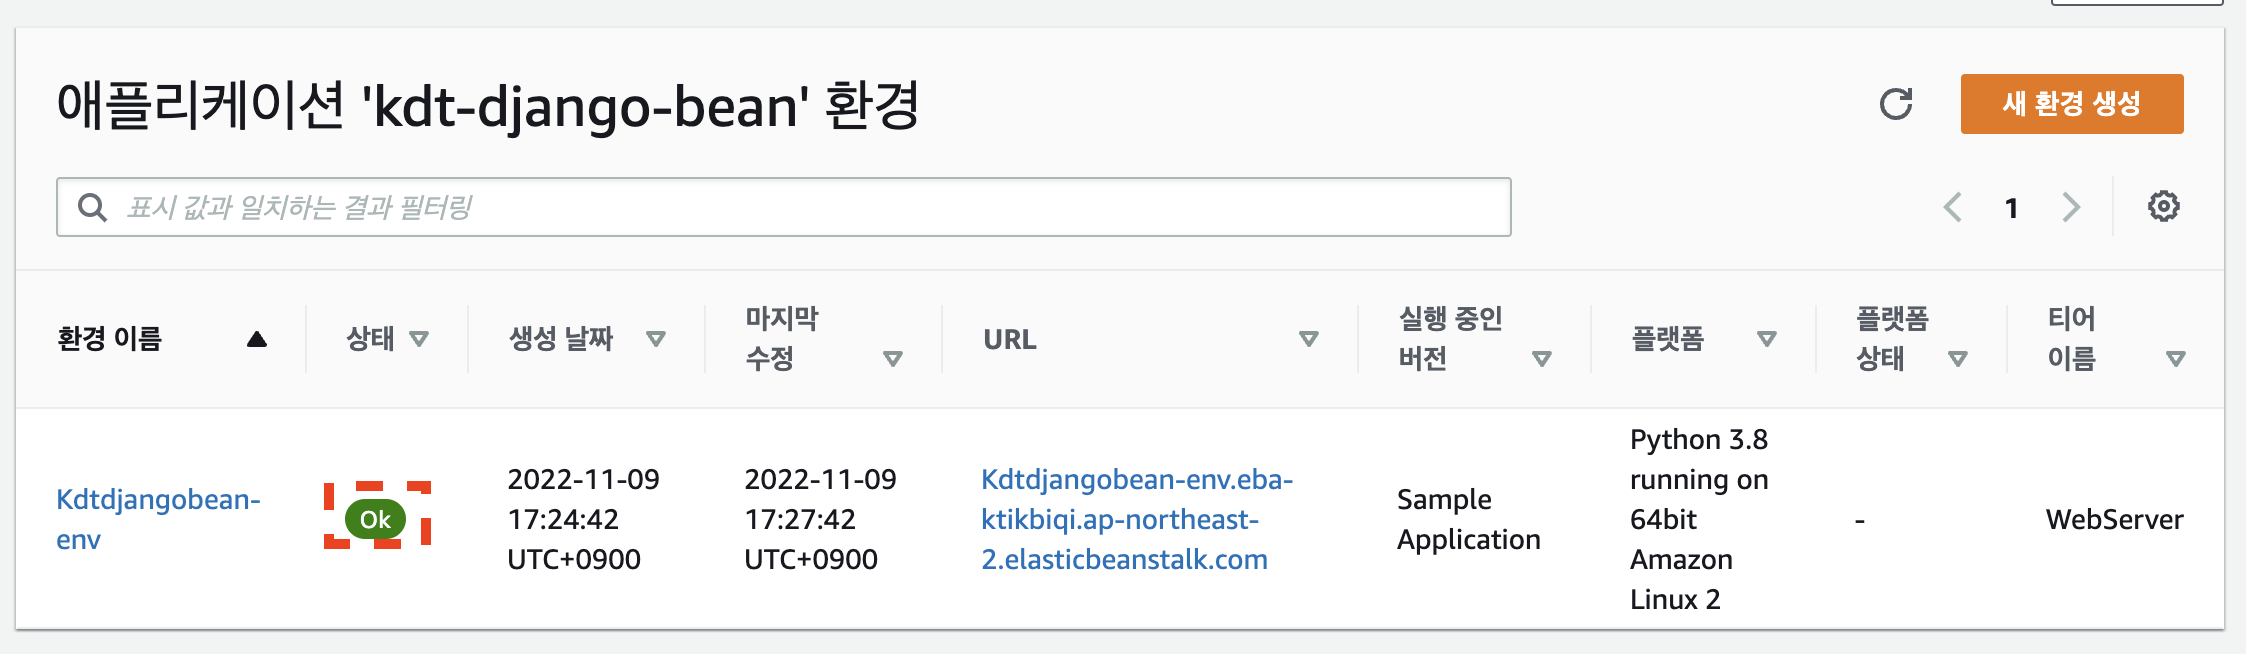 애플리케이션 'kdt-django-bean' 환경
새 환경 생성
표시 값과 일치하는 결과 필터링
1
환경 이름
상태
생성 날짜
마지막
수정
URL
실행 중인
버전
플랫폼
플랫폼
상태
티어
이름
Kdtdjangobean-
env
Ok
2022-11-09
17:24:42
UTC+0900
2022-11-09
17:27:42
UTC+0900
Kdtdjangobean-env.eba-
ktikbiqi.ap-northeast-
2.elasticbeanstalk.com
Sample
Application
Python 3.8
running on
64bit
Amazon
Linux 2
-
WebServer